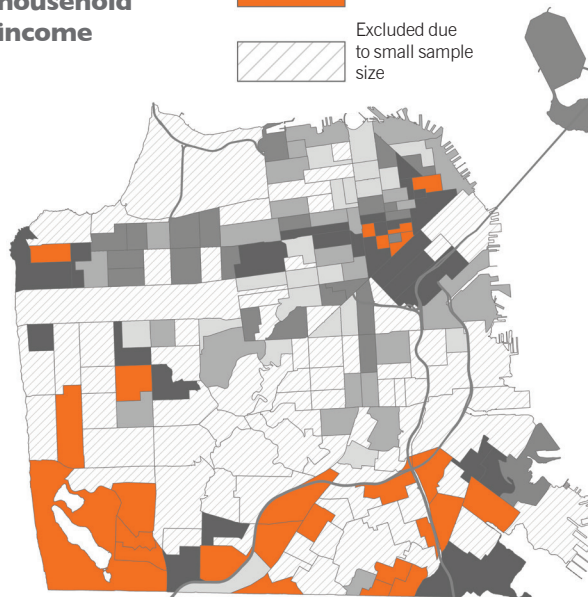 household
income
Excluded due
to small sample
size